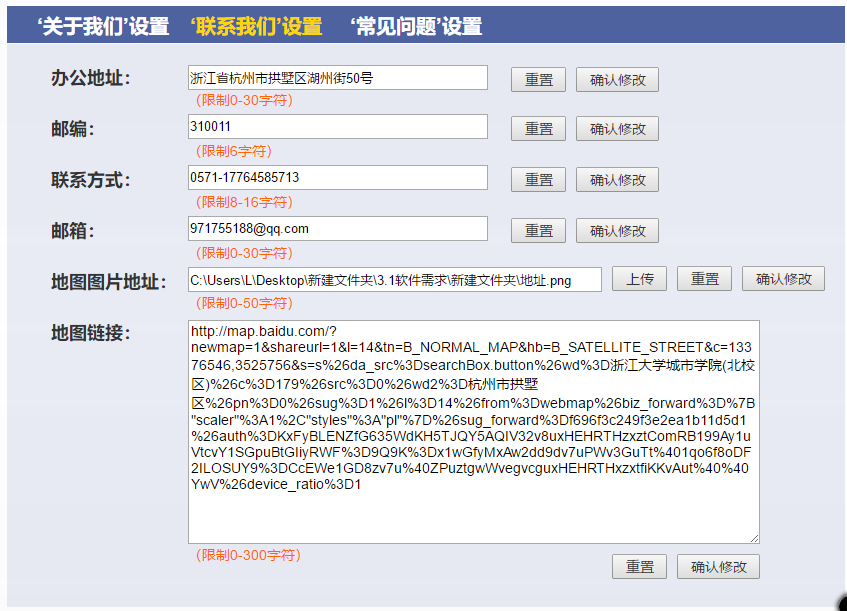 ‘关于我们’设置 ‘联系我们’设置 ‘常见问题’设置
办公地址： 浙江省杭州市拱墅区湖州街50号 重置 确认修改
（限制0-30字符）
邮编： 310011 重置 确认修改
（限制6字符）
联系方式： 0571-17764585713 重置 确认修改
（限制8-16字符）
邮箱： 971755188@qq.com 重置 确认修改
（限制0-30字符）
地图图片地址： C:\Users\L\Desktop\新建文件夹\3.1软件需求\新建文件夹\地址.png 上传 重置 确认修改
（限制0-50字符）
地图链接： http://map.baidu.com/?
newmap=1&shareurl=1&l=14&tn=B_NORMAL_MAP&hb=B_SATELLITE_STREET&c=133
76546,3525756&s=s%26da_src%3DsearchBox.button%26wd%3D浙江大学城市学院(北校
区)%26c%3D179%26src%3D0%26wd2%3D杭州市拱墅
区%26pn%3D0%26sug%3D1%26l%3D14%26from%3Dwebmap%26biz_forward%3D%7B
"scaler"%3A1%2C"styles"%3A"pl"%7D%26sug_forward%3Df696f3c249f3e2ea1b11d5d1
%26auth%3DKxFyBLENZfG635WdKH5TJQY5AQIV32v8uxHEHRTHzxztComRB199Ay1u
VtcvY1SGpuBtGIiyRWF%3D9Q9K%3Dx1wGfyMxAw2dd9dv7uPWv3GuTt%401qo6f8oDF
2ILOSUY9%3DCcEWe1GD8zv7u%40ZPuztgwWvegvcguxHEHRTHzxztfiKKvAut%40%40
YwV%26device_ratio%3D1
（限制0-300字符）
重置 确认修改